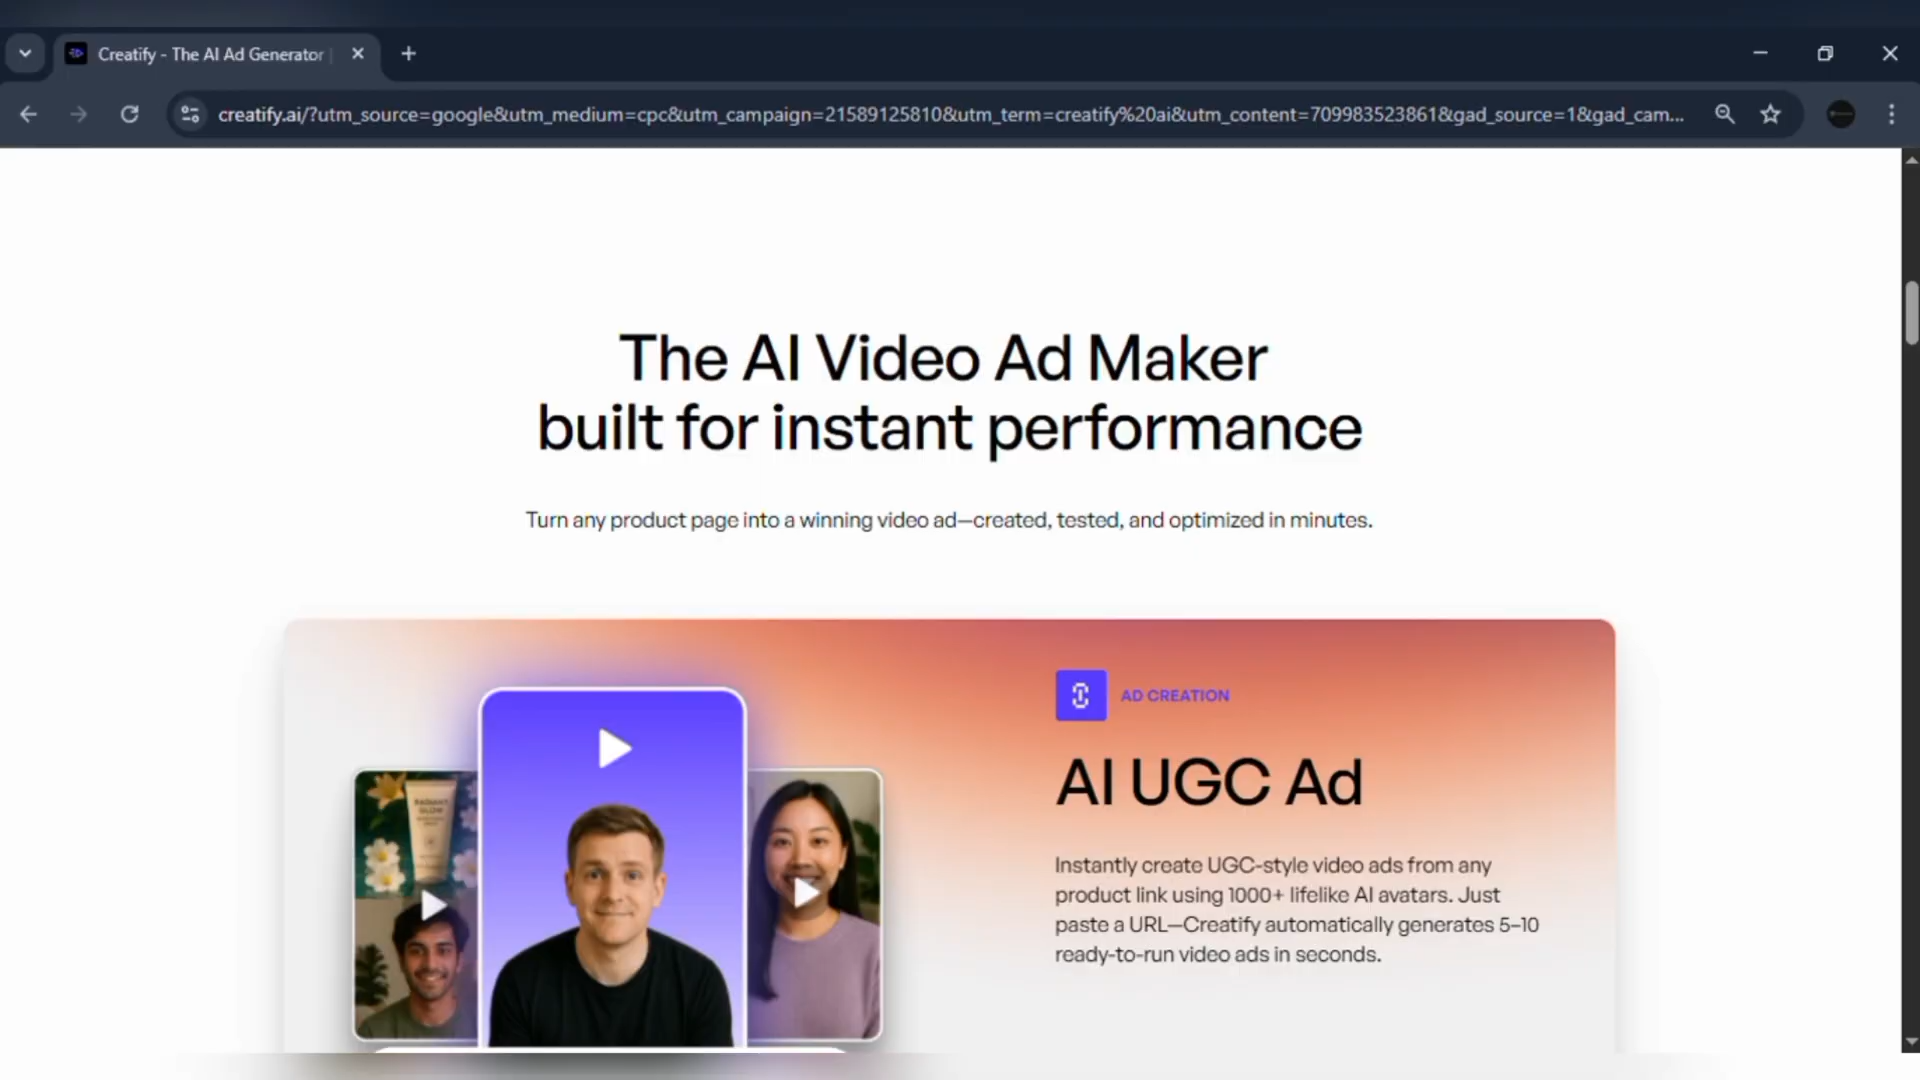 Creatify - The AI Ad Generator |
creatify.ai/?utm_source=google&utm_medium=cpc&utm_campaign=21589125810&utm_term=creatify%20ai&utm_content=709983523861&gad_source=1&gad_cam...
The AI Video Ad Maker
built for instant performance
Turn any product page into a winning video ad—created, tested, and optimized in minutes.
AD CREATION
AI UGC Ad
Instantly create UGC-style video ads from any
product link using 1000+ lifelike AI avatars. Just
paste a URL—Creatify automatically generates 5–10
ready-to-run video ads in seconds.
RADIANT
GLOW